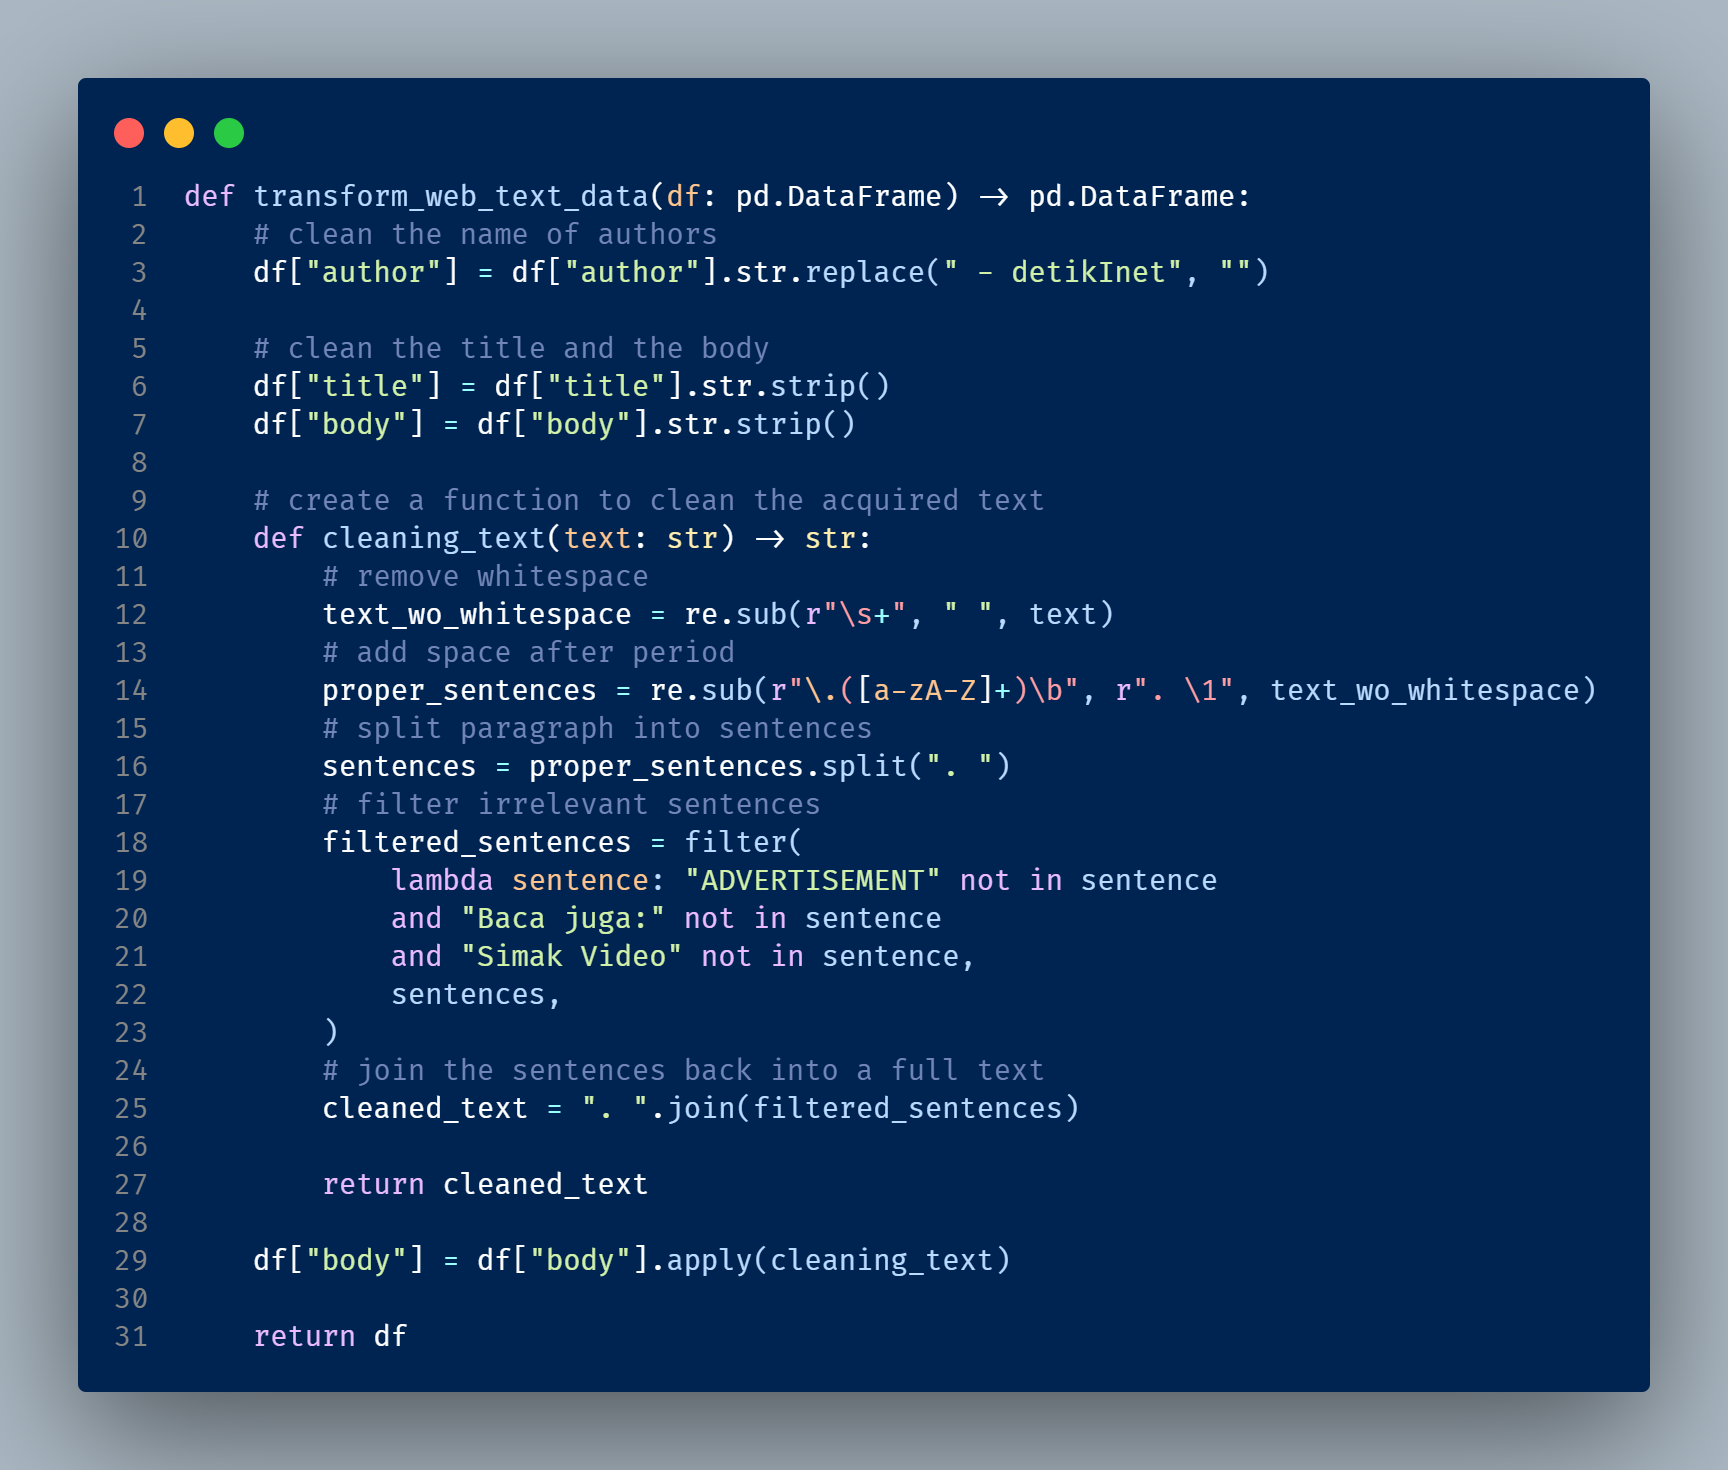 1 def transform_web_text_data(df: pd.DataFrame) -> pd.DataFrame:
2     # clean the name of authors
3     df["author"] = df["author"].str.replace(" - detikInet", "")
4
5     # clean the title and the body
6     df["title"] = df["title"].str.strip()
7     df["body"] = df["body"].str.strip()
8
9     # create a function to clean the acquired text
10     def cleaning_text(text: str) -> str:
11         # remove whitespace
12         text_wo_whitespace = re.sub(r"\s+", " ", text)
13         # add space after period
14         proper_sentences = re.sub(r"\.([a-zA-Z]+)\b", r". \1", text_wo_whitespace)
15         # split paragraph into sentences
16         sentences = proper_sentences.split(". ")
17         # filter irrelevant sentences
18         filtered_sentences = filter(
19             lambda sentence: "ADVERTISEMENT" not in sentence
20             and "Baca juga:" not in sentence
21             and "Simak Video" not in sentence,
22             sentences,
23         )
24         # join the sentences back into a full text
25         cleaned_text = ". ".join(filtered_sentences)
26
27         return cleaned_text
28
29     df["body"] = df["body"].apply(cleaning_text)
30
31     return df